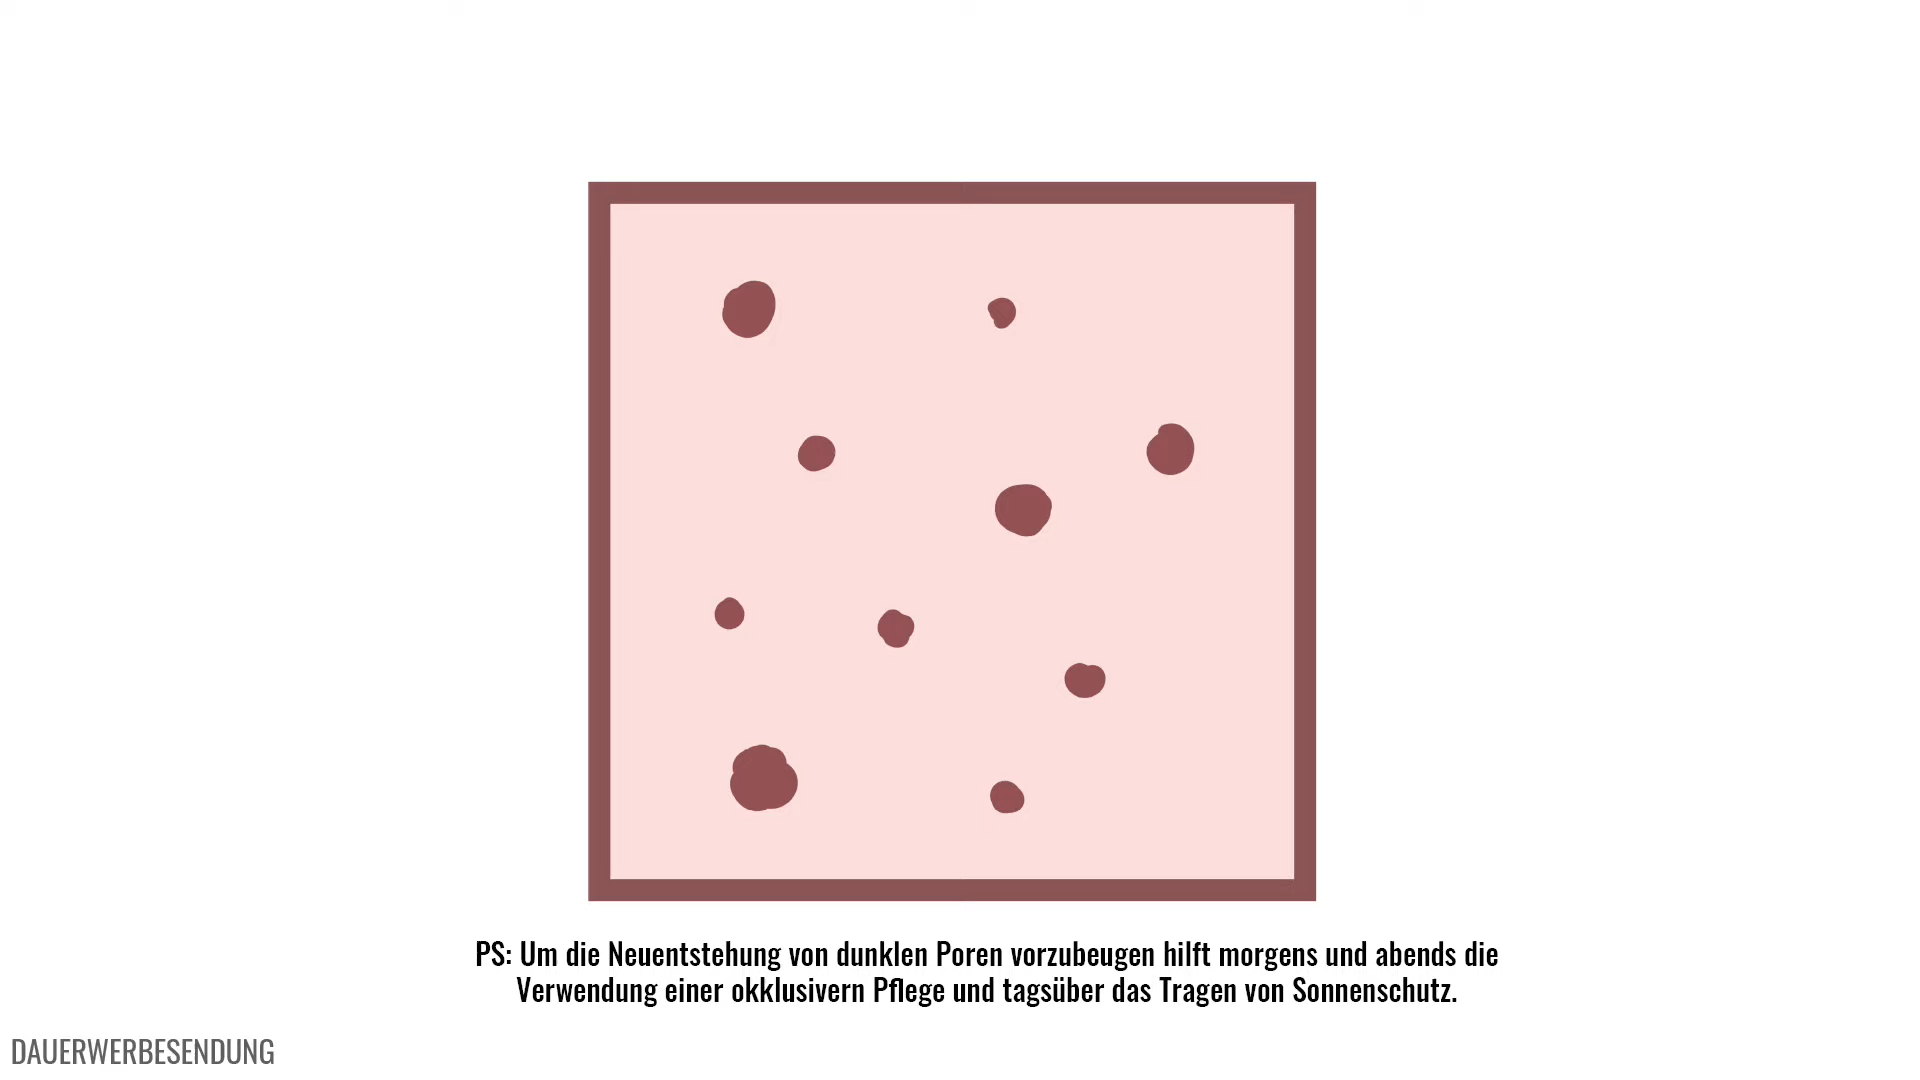 PS: Um die Neuentstehung von dunklen Poren vorzubeugen hilft morgens und abends die
Verwendung einer okklusivern Pflege und tagsüber das Tragen von Sonnenschutz.
DAUERWERBESENDUNG